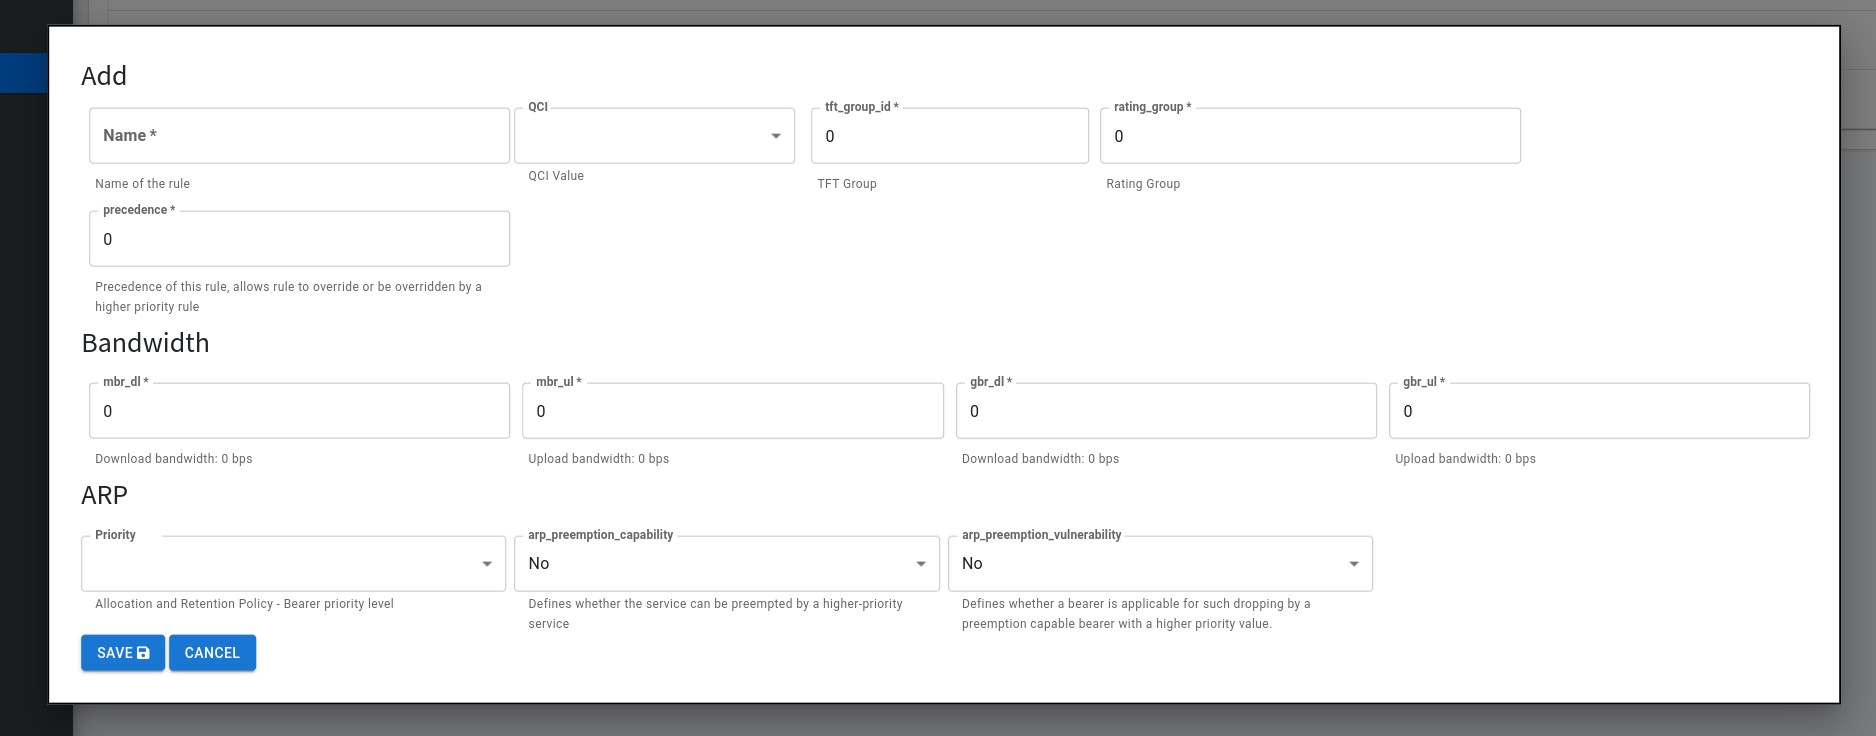 Add
Name *
Name of the rule
QCI
QCI Value
tft_group_id *
0
TFT Group
rating_group *
0
Rating Group
precedence *
0
Precedence of this rule, allows rule to override or be overridden by a
higher priority rule
Bandwidth
mbr_dl *
0
Download bandwidth: 0 bps
mbr_ul *
0
Upload bandwidth: 0 bps
gbr_dl *
0
Download bandwidth: 0 bps
gbr_ul *
0
Upload bandwidth: 0 bps
ARP
Priority
Allocation and Retention Policy - Bearer priority level
arp_preemption_capability
No
Defines whether the service can be preempted by a higher-priority
service
arp_preemption_vulnerability
No
Defines whether a bearer is applicable for such dropping by a
preemption capable bearer with a higher priority value.
SAVE
CANCEL